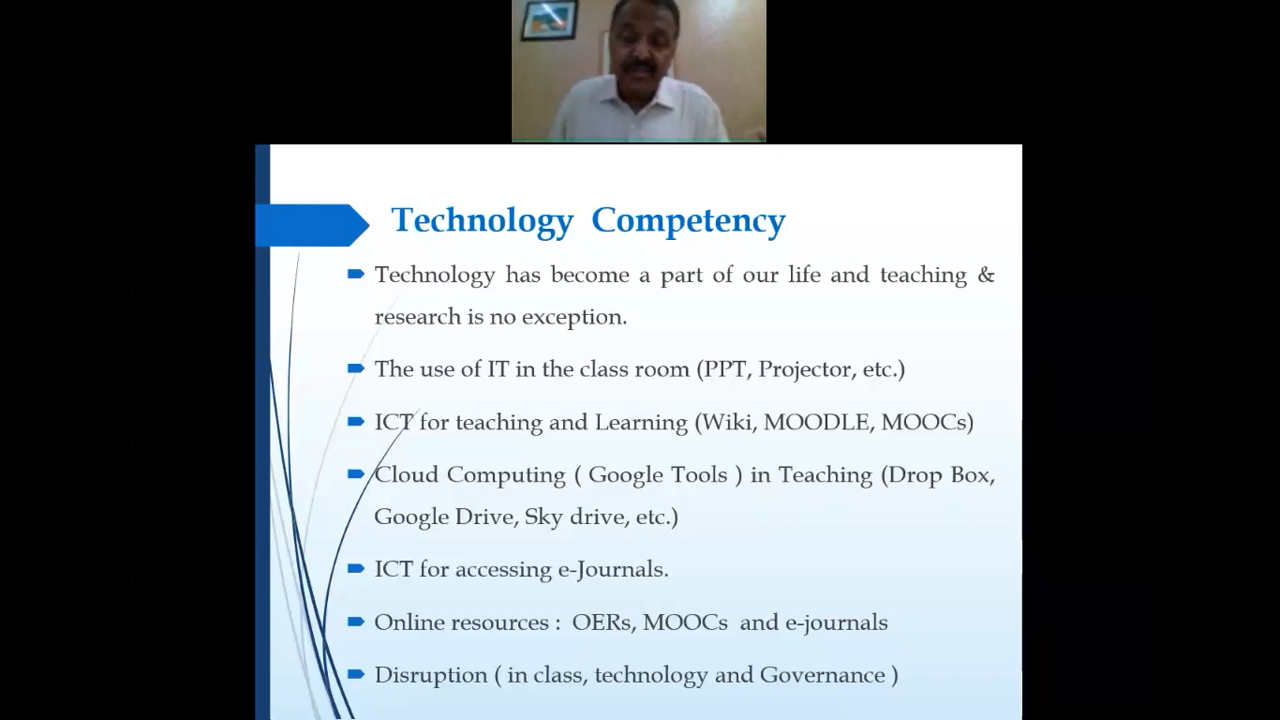 Technology Competency
Technology has become a part of our life and teaching &
research is no exception.
The use of IT in the class room (PPT, Projector, etc.)
ICT for teaching and Learning (Wiki, MOODLE, MOOCs)
Cloud Computing ( Google Tools ) in Teaching (Drop Box,
Google Drive, Sky drive, etc.)
ICT for accessing e-Journals.
Online resources : OERs, MOOCs and e-journals
Disruption ( in class, technology and Governance )